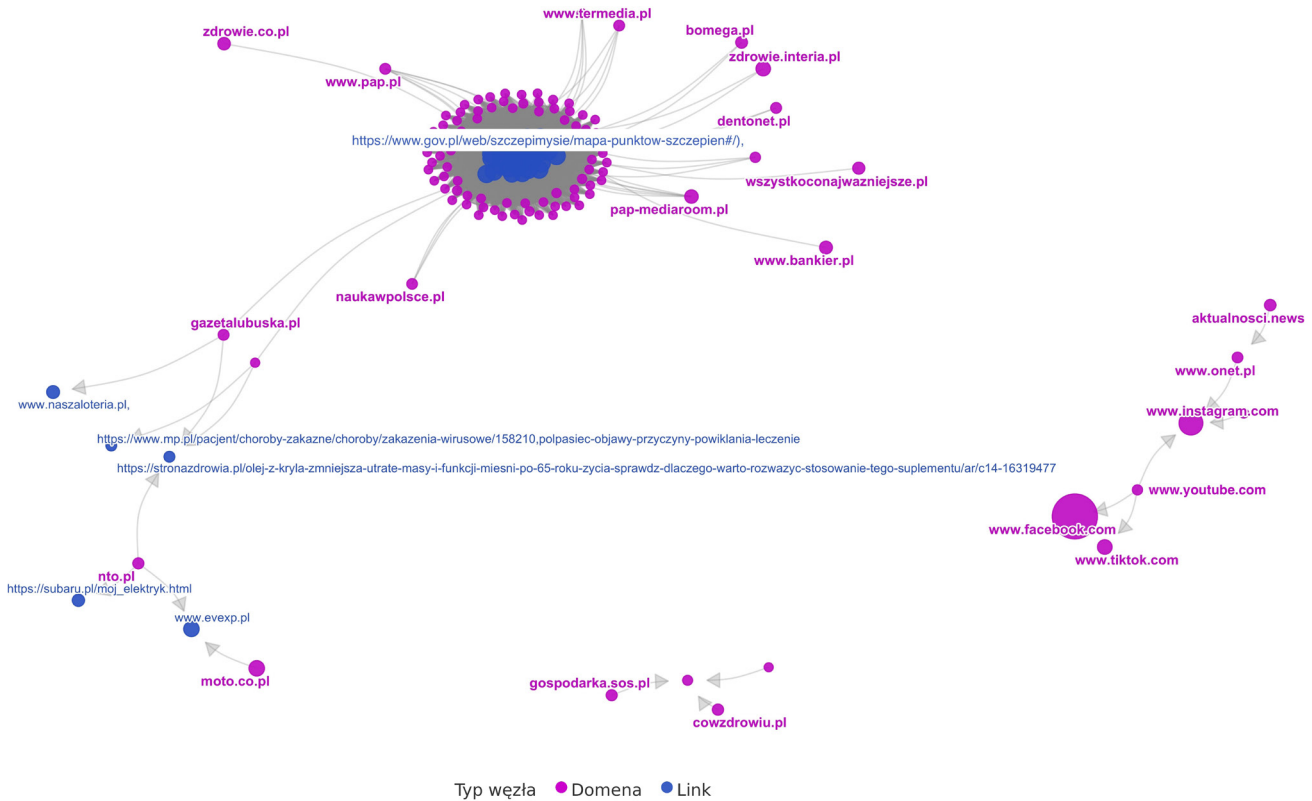 www.termedia.pl
zdrowie.co.pl
bomega.pl
zdrowie.interia.pl
www.pap.pl
dentonet.pl
https://www.gov.pl/web/szczepimysie/mapa-punktow-szczepien#/),
wszystkoconajwazniejsze.pl
pap-mediaroom.pl
www.bankier.pl
naukawpolsce.pl
gazetalubuska.pl
aktualnosci.news
www.onet.pl
www.naszaloteria.pl,
www.instagram.com
https://www.mp.pl/pacjent/choroby-zakazne/choroby/zakazenia-wirusowe/158210,polpasiec-objawy-przyczyny-powiklania-leczenie
https://stronazdrowia.pl/olej-z-kryla-zmniejsza-utrate-masy-i-funkcji-miesni-po-65-roku-zycia-sprawdz-dlaczego-warto-rozwazyc-stosowanie-tego-suplementu/ar/c14-16319477
www.youtube.com
www.facebook.com
www.tiktok.com
nto.pl
https://subaru.pl/moj_elektryk.html
www.evexp.pl
moto.co.pl
gospodarka.sos.pl
cowzdrowiu.pl
Typ węzła Domena Link